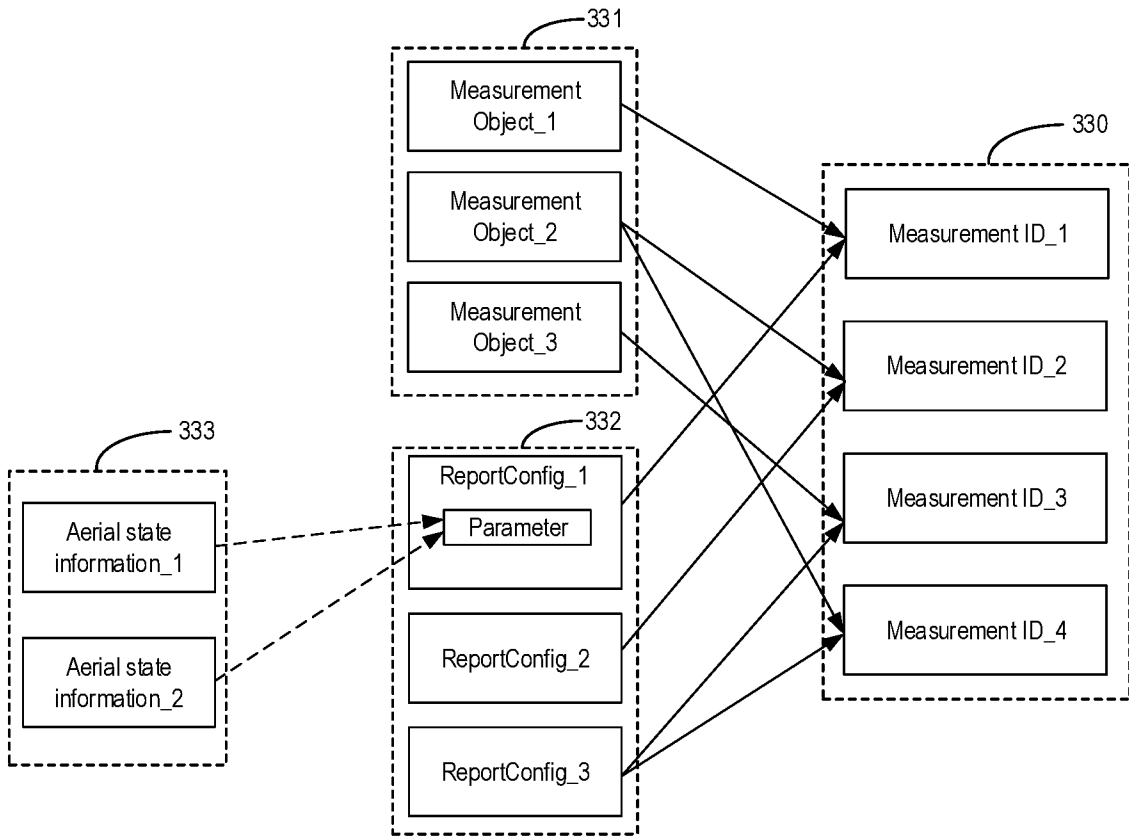 331
Measurement
Object_1
Measurement
Object_2
Measurement
Object_3
330
Measurement ID_1
Measurement ID_2
Measurement ID_3
Measurement ID_4
333
Aerial state
information_1
Aerial state
information_2
332
ReportConfig_1
Parameter
ReportConfig_2
ReportConfig_3